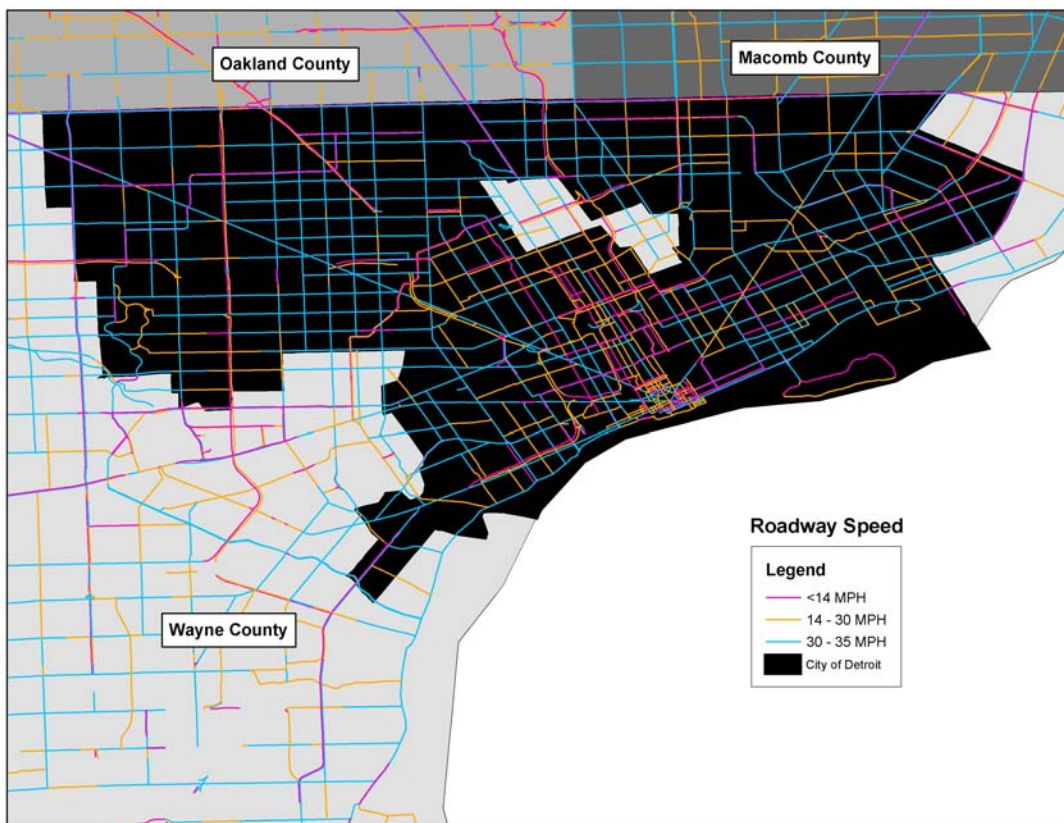 Oakland County
Macomb County
Wayne County
Roadway Speed
Legend
<14 MPH
14 - 30 MPH
30 - 35 MPH
City of Detroit